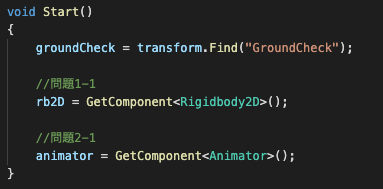 void Start()
{
groundCheck = transform.Find("GroundCheck");
//問題1-1
rb2D = GetComponent<Rigidbody2D>();
//問題2-1
animator = GetComponent<Animator>();
}